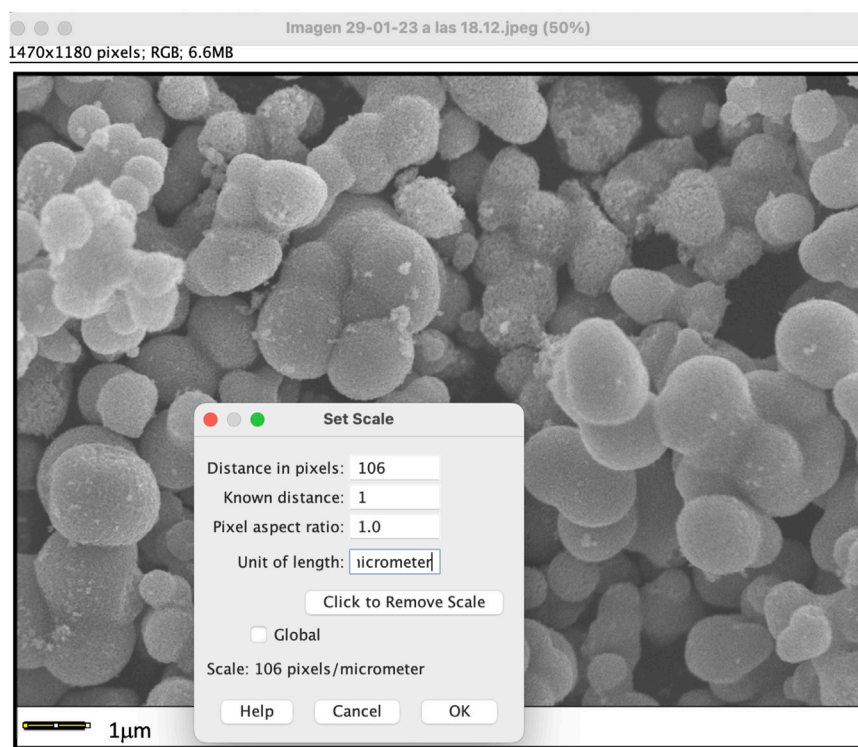 Imagen 29-01-23 a las 18.12.jpeg (50%)
1470x1180 pixels; RGB; 6.6MB
Set Scale
Distance in pixels: 106
Known distance: 1
Pixel aspect ratio: 1.0
Unit of length: icrometer
Click to Remove Scale
Global
Scale: 106 pixels/micrometer
Help Cancel OK
1µm